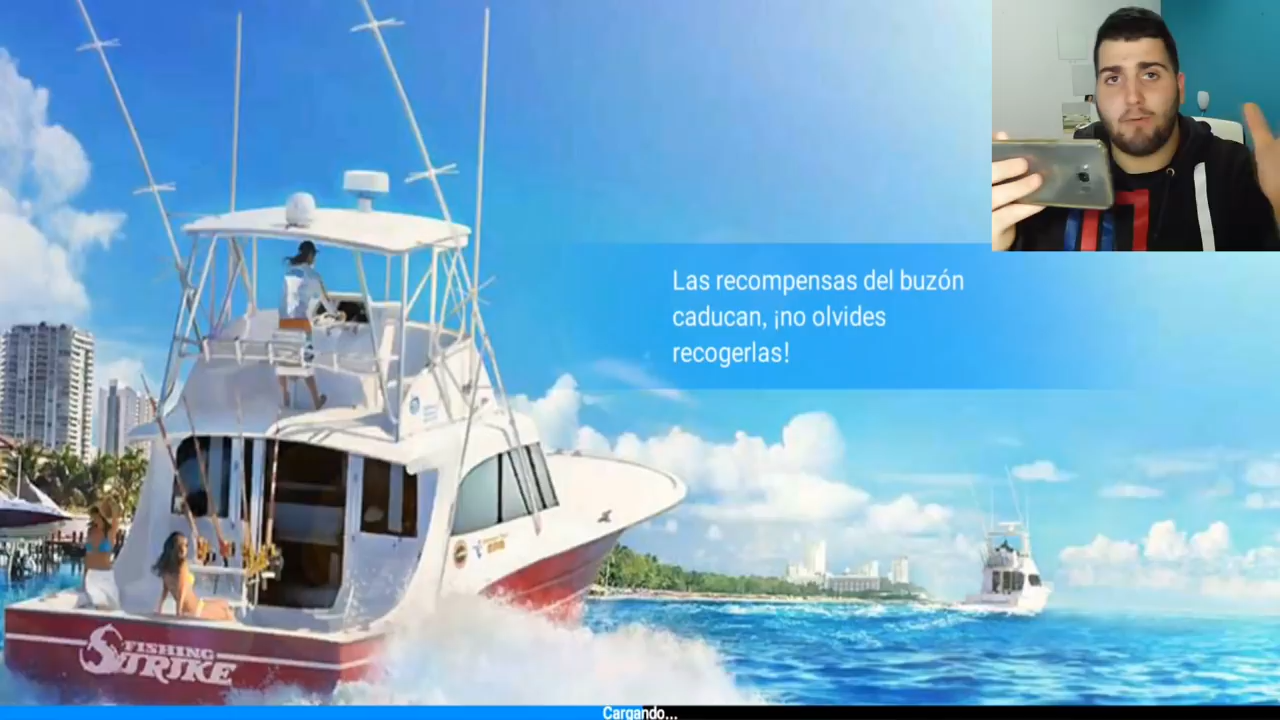 Las recompensas del buzón
caducan, ¡no olvides
recogerlas!
FISHING
STRIKE
Cargando...